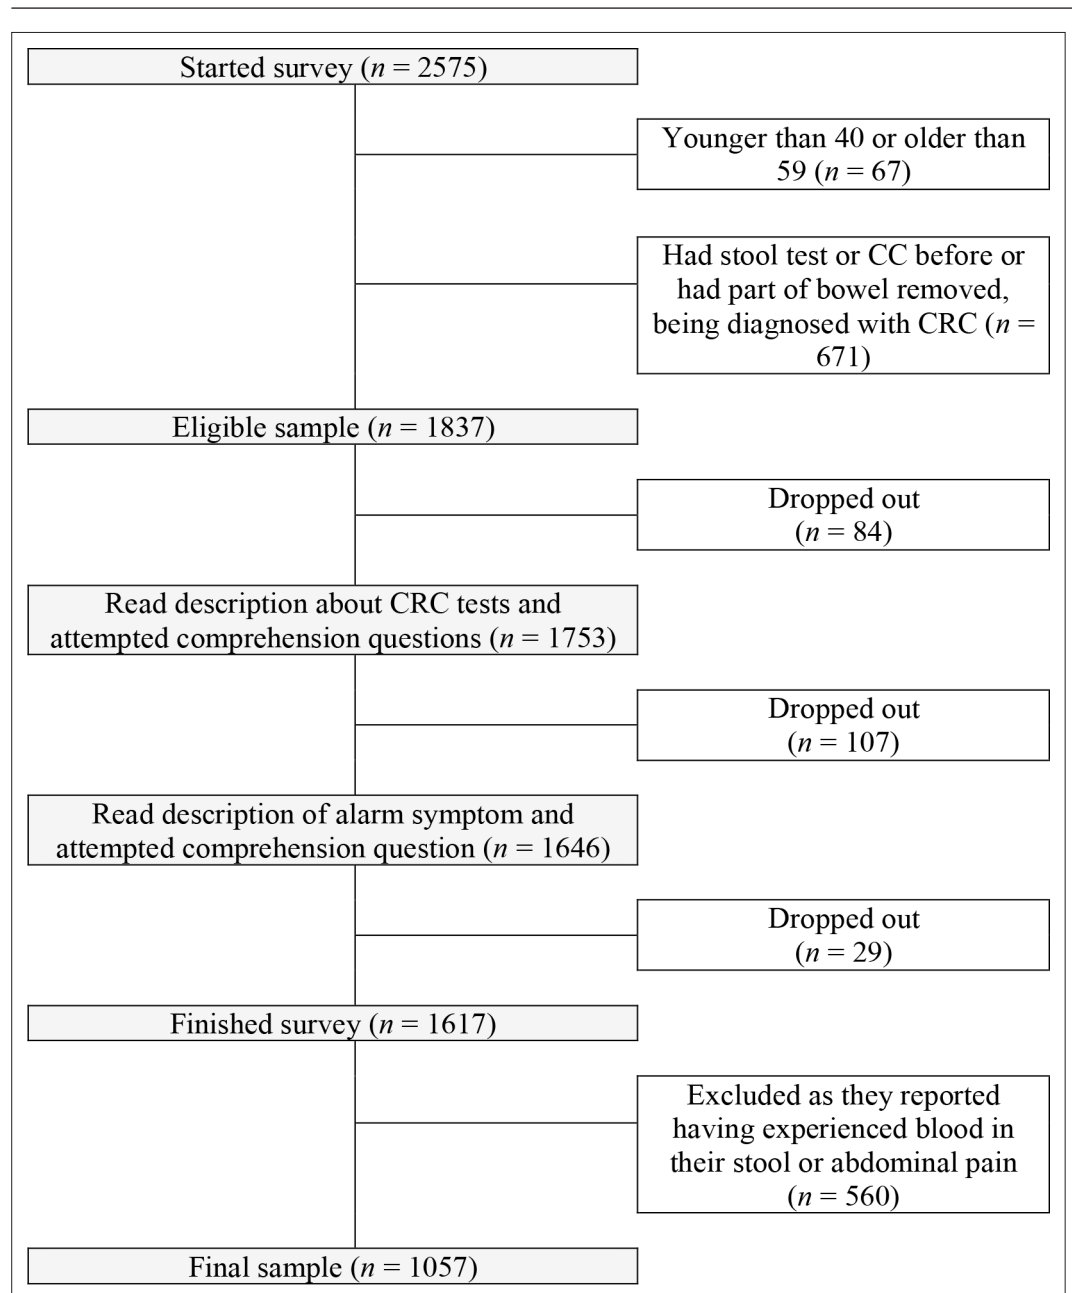 Started survey (n = 2575)
Younger than 40 or older than
59 (n = 67)
Had stool test or CC before or
had part of bowel removed,
being diagnosed with CRC (n =
671)
Eligible sample (n = 1837)
Dropped out
(n = 84)
Read description about CRC tests and
attempted comprehension questions (n = 1753)
Dropped out
(n = 107)
Read description of alarm symptom and
attempted comprehension question (n = 1646)
Dropped out
(n = 29)
Finished survey (n = 1617)
Excluded as they reported
having experienced blood in
their stool or abdominal pain
(n = 560)
Final sample (n = 1057)